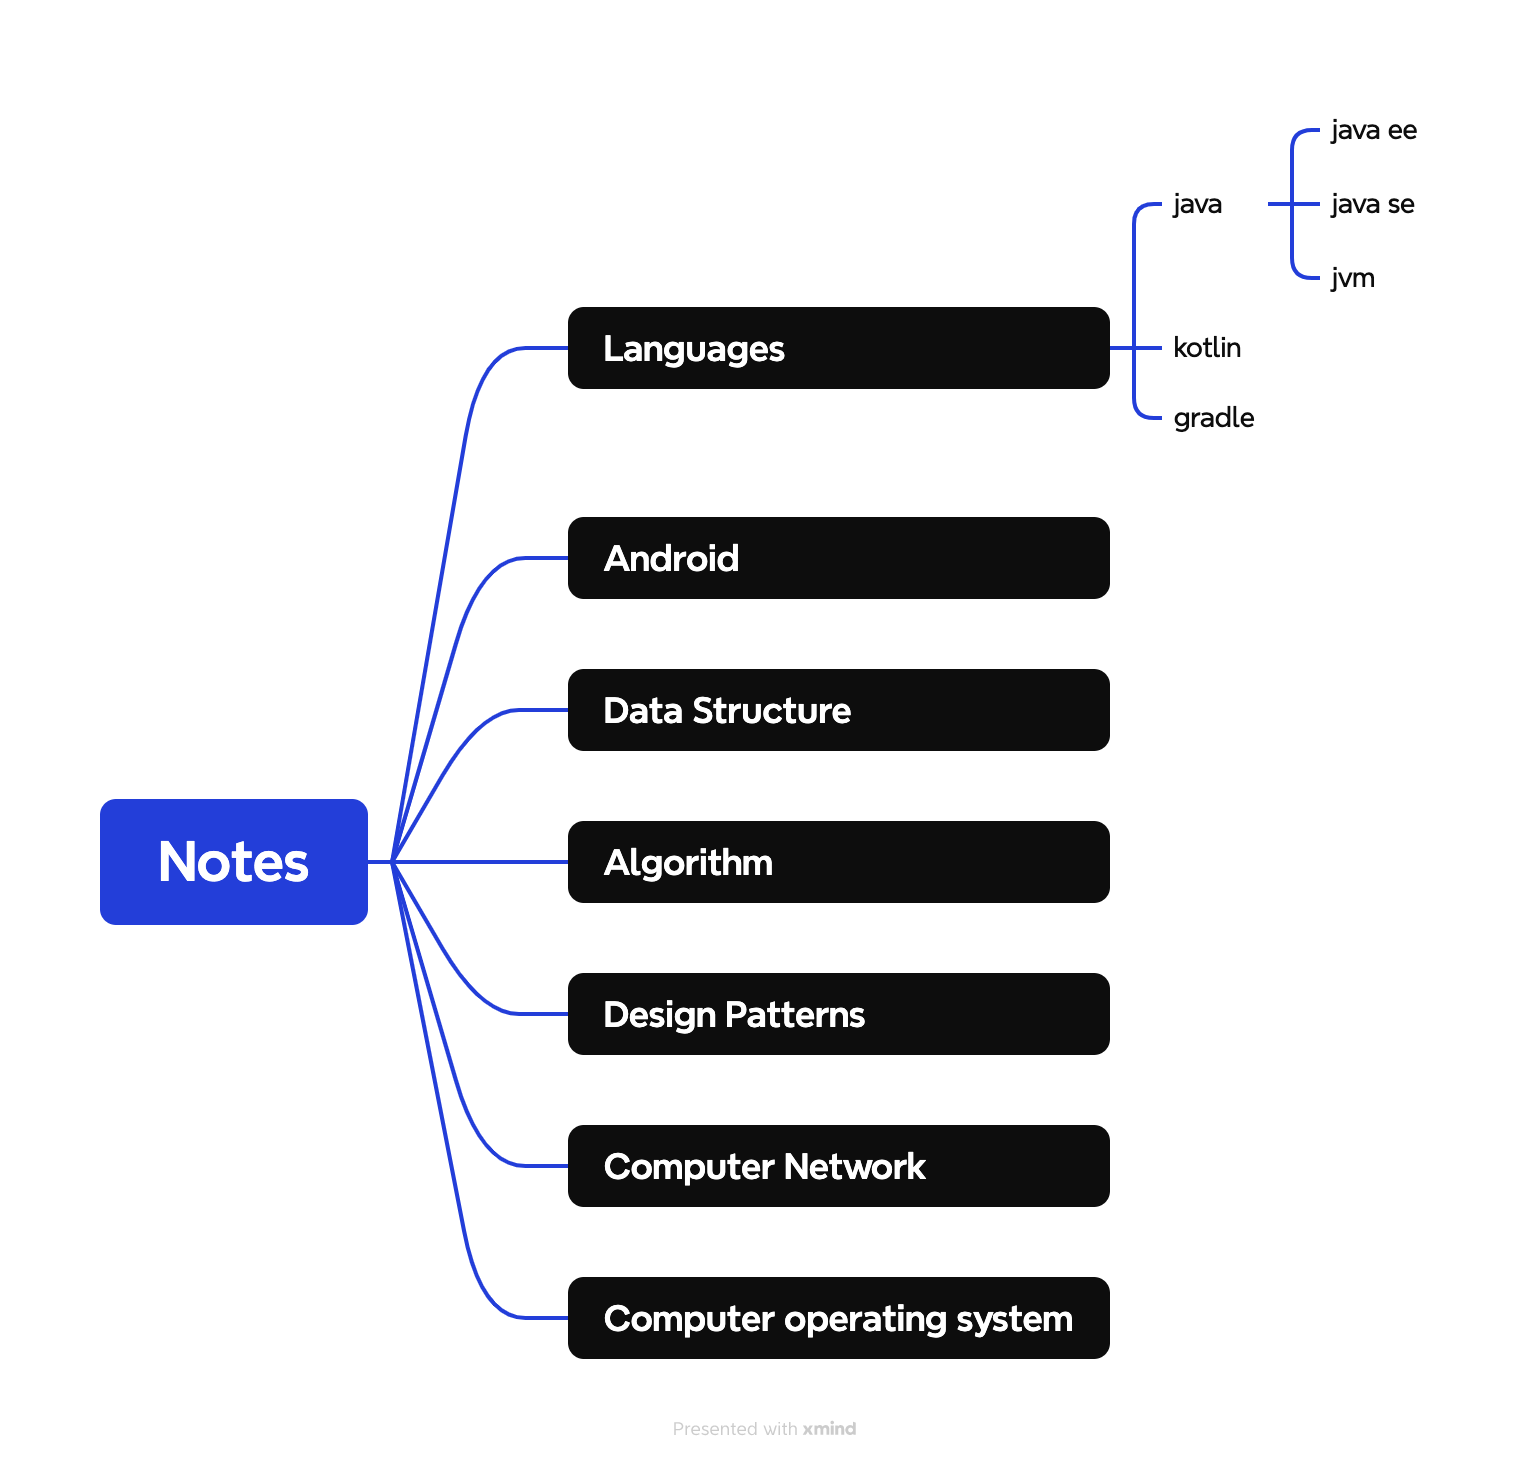 Notes
Languages
java
java ee
java se
jvm
kotlin
gradle
Android
Data Structure
Algorithm
Design Patterns
Computer Network
Computer operating system
Presented with xmind